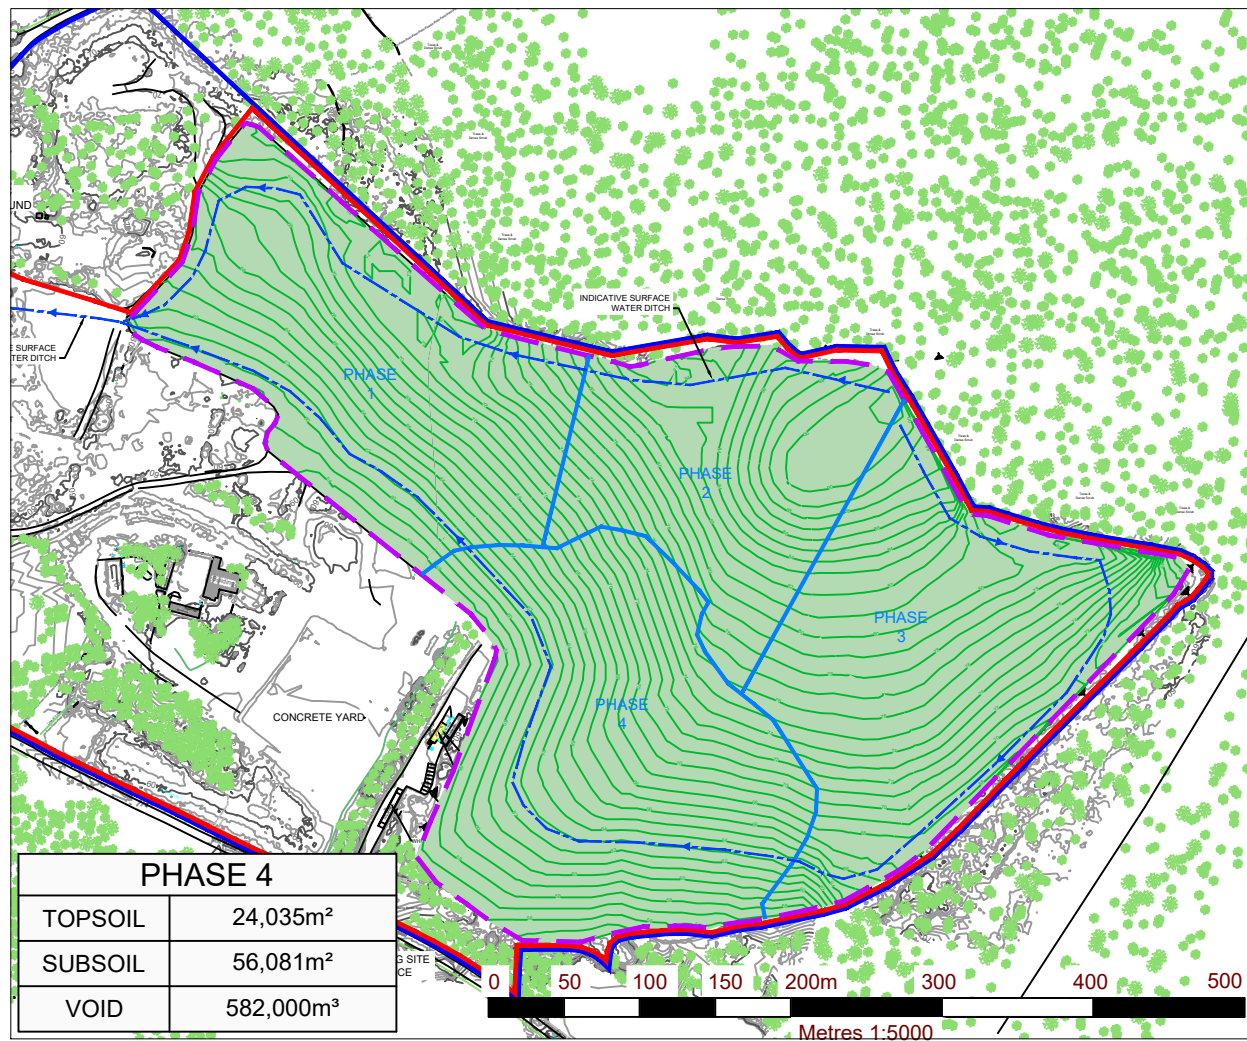 UND
SURFACE
TER DITCH
INDICATIVE SURFACE
WATER DITCH
PHASE
1
PHASE
2
PHASE
3
PHASE
4
CONCRETE YARD
G SITE
CE
PHASE 4
TOPSOIL 24,035m²
SUBSOIL 56,081m²
VOID 582,000m³
0 50 100 150 200m 300 400 500
Metres 1:5000